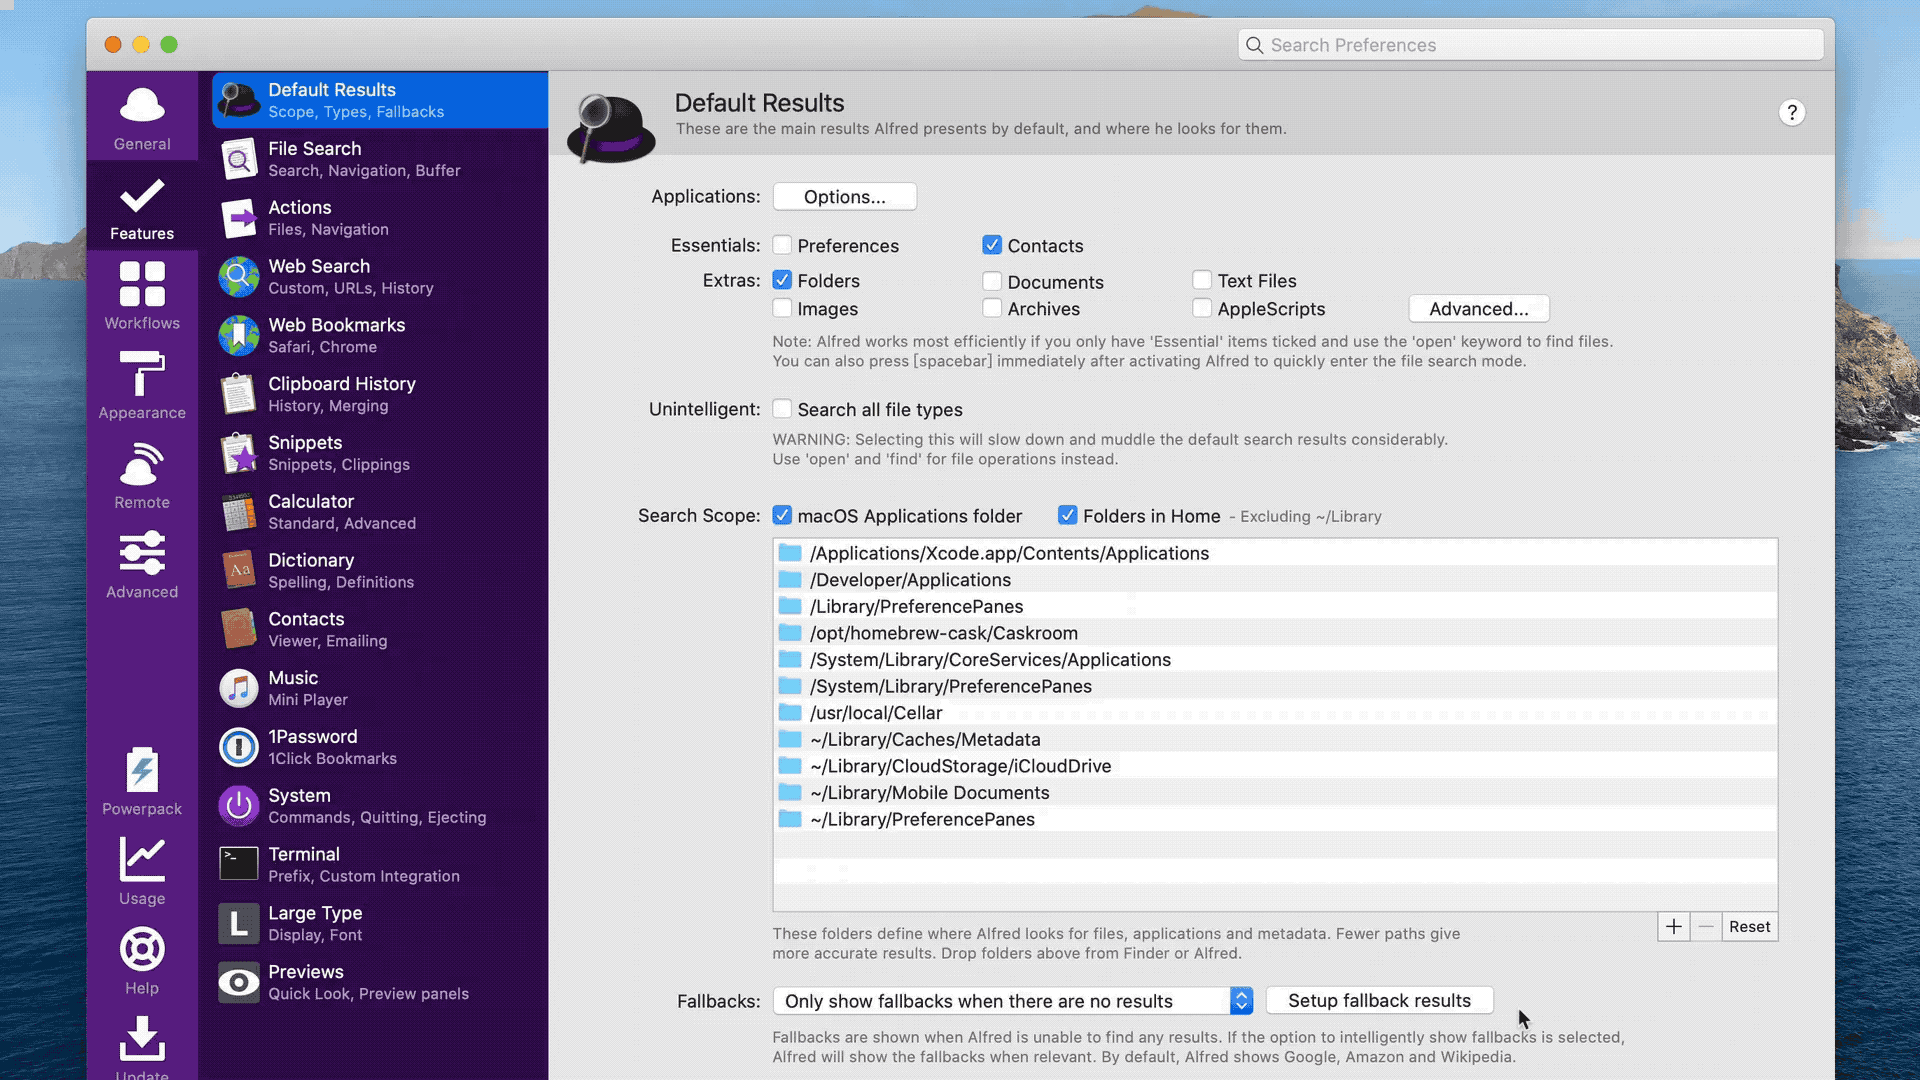 Search Preferences
General
Features
Workflows
Appearance
Remote
Advanced
Powerpack
Usage
Help
Update
Default Results
Scope, Types, Fallbacks
File Search
Search, Navigation, Buffer
Actions
Files, Navigation
Web Search
Custom, URLs, History
Web Bookmarks
Safari, Chrome
Clipboard History
History, Merging
Snippets
Snippets, Clippings
Calculator
Standard, Advanced
Dictionary
Spelling, Definitions
Contacts
Viewer, Emailing
Music
Mini Player
1Password
1Click Bookmarks
System
Commands, Quitting, Ejecting
Terminal
Prefix, Custom Integration
Large Type
Display, Font
Previews
Quick Look, Preview panels
Default Results
These are the main results Alfred presents by default, and where he looks for them.
?
Applications: Options...
Essentials: Preferences Contacts
Extras: Folders Documents Text Files
Images Archives AppleScripts Advanced...
Note: Alfred works most efficiently if you only have 'Essential' items ticked and use the 'open' keyword to find files.
You can also press [spacebar] immediately after activating Alfred to quickly enter the file search mode.
Unintelligent: Search all file types
WARNING: Selecting this will slow down and muddle the default search results considerably.
Use 'open' and 'find' for file operations instead.
Search Scope: macOS Applications folder Folders in Home - Excluding ~/Library
/Applications/Xcode.app/Contents/Applications
/Developer/Applications
/Library/PreferencePanes
/opt/homebrew-cask/Caskroom
/System/Library/CoreServices/Applications
/System/Library/PreferencePanes
/usr/local/Cellar
~/Library/Caches/Metadata
~/Library/CloudStorage/iCloudDrive
~/Library/Mobile Documents
~/Library/PreferencePanes
+ − Reset
These folders define where Alfred looks for files, applications and metadata. Fewer paths give
more accurate results. Drop folders above from Finder or Alfred.
Fallbacks: Only show fallbacks when there are no results Setup fallback results
Fallbacks are shown when Alfred is unable to find any results. If the option to intelligently show fallbacks is selected,
Alfred will show the fallbacks when relevant. By default, Alfred shows Google, Amazon and Wikipedia.
Aa
>_
L